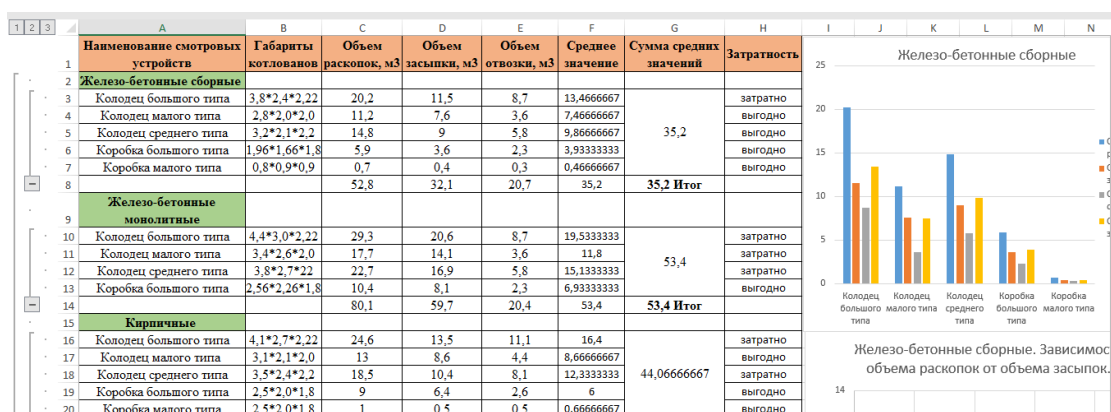 1 2 3 A B C D E F G H I J K L M N
1 Наименование смотровых устройств Габариты котлованов Объем раскопок, м3 Объем засыпки, м3 Объем отвозки, м3 Среднее значение Сумма средних значений Затратность
2 Железо-бетонные сборные
3 Колодец большого типа 3,8*2,4*2,22 20,2 11,5 8,7 13,4666667 затратно
4 Колодец малого типа 2,8*2,0*2,0 11,2 7,6 3,6 7,46666667 выгодно
5 Колодец среднего типа 3,2*2,1*2,2 14,8 9 5,8 9,86666667 35,2 выгодно
6 Коробка большого типа 1,96*1,66*1,8 5,9 3,6 2,3 3,93333333 выгодно
7 Коробка малого типа 0,8*0,9*0,9 0,7 0,4 0,3 0,46666667 выгодно
8 52,8 32,1 20,7 35,2 35,2 Итог
9 Железо-бетонные монолитные
10 Колодец большого типа 4,4*3,0*2,22 29,3 20,6 8,7 19,5333333 затратно
11 Колодец малого типа 3,4*2,6*2,0 17,7 14,1 3,6 11,8 53,4 затратно
12 Колодец среднего типа 3,8*2,7*22 22,7 16,9 5,8 15,1333333 затратно
13 Коробка большого типа 2,56*2,26*1,8 10,4 8,1 2,3 6,93333333 выгодно
14 80,1 59,7 20,4 53,4 53,4 Итог
15 Кирпичные
16 Колодец большого типа 4,1*2,7*2,22 24,6 13,5 11,1 16,4 затратно
17 Колодец малого типа 3,1*2,1*2,0 13 8,6 4,4 8,66666667 выгодно
18 Колодец среднего типа 3,5*2,4*2,2 18,5 10,4 8,1 12,3333333 44,06666667 затратно
19 Коробка большого типа 2,5*2,0*1,8 9 6,4 2,6 6 выгодно
20 Коробка малого типа 2,5*2,0*1,8 1 0,5 0,5 0,66666667 выгодно
Железо-бетонные сборные
25
20
15
10
5
0
Колодец большого типа
Колодец малого типа
Колодец среднего типа
Коробка большого типа
Коробка малого типа
Железо-бетонные сборные. Зависимос
объема раскопок от объема засыпок.
14